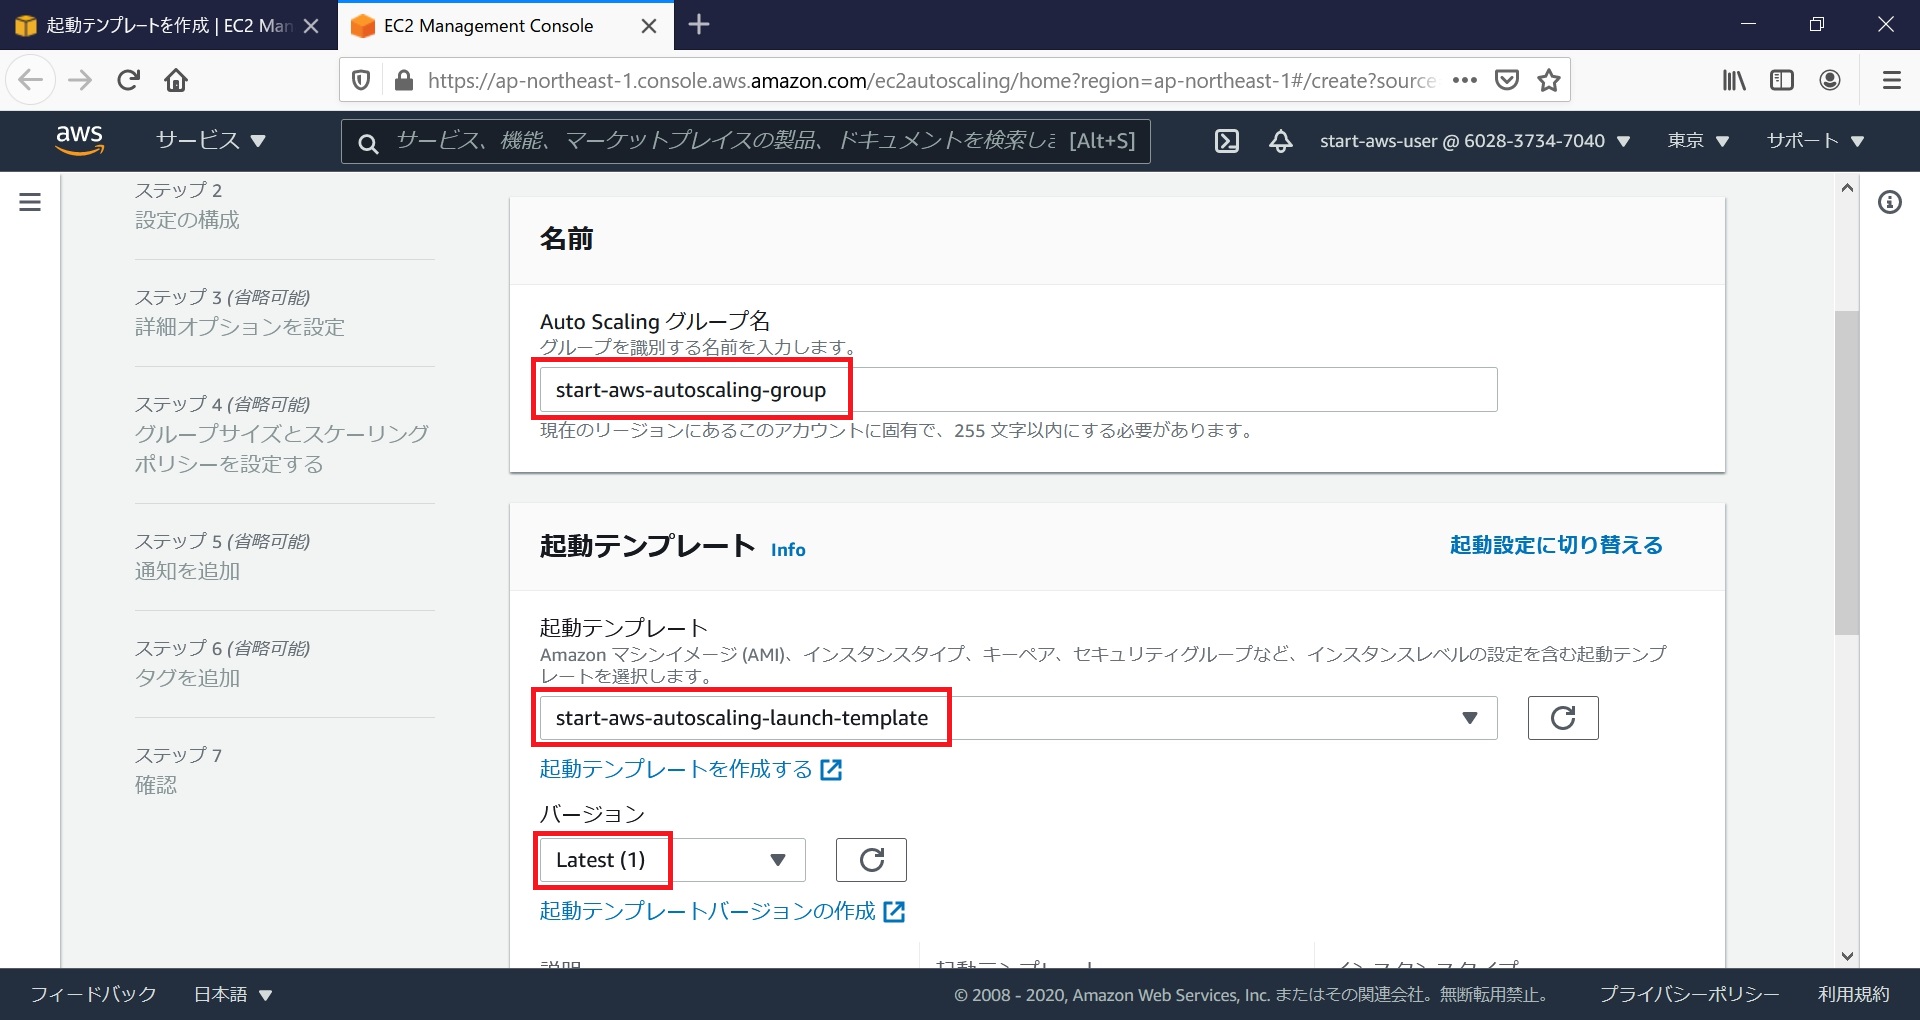 起動テンプレートを作成 | EC2 Man
EC2 Management Console
https://ap-northeast-1.console.aws.amazon.com/ec2autoscaling/home?region=ap-northeast-1#/create?source
aws
サービス
サービス、機能、マーケットプレイスの製品、ドキュメントを検索しま
[Alt+S]
start-aws-user @ 6028-3734-7040
東京
サポート
ステップ 2
設定の構成
ステップ 3 (省略可能)
詳細オプションを設定
ステップ 4 (省略可能)
グループサイズとスケーリング
ポリシーを設定する
ステップ 5 (省略可能)
通知を追加
ステップ 6 (省略可能)
タグを追加
ステップ 7
確認
名前
Auto Scaling グループ名
グループを識別する名前を入力します。
start-aws-autoscaling-group
現在のリージョンにあるこのアカウントに固有で、255 文字以内にする必要があります。
起動テンプレート Info
起動設定に切り替える
起動テンプレート
Amazon マシンイメージ (AMI)、インスタンスタイプ、キーペア、セキュリティグループなど、インスタンスレベルの設定を含む起動テンプ
レートを選択します。
start-aws-autoscaling-launch-template
起動テンプレートを作成する
バージョン
Latest (1)
起動テンプレートバージョンの作成
説明
起動テンプレート
インスタンスタイプ
フィードバック
日本語
© 2008 - 2020, Amazon Web Services, Inc. またはその関連会社。無断転用禁止。
プライバシーポリシー
利用規約